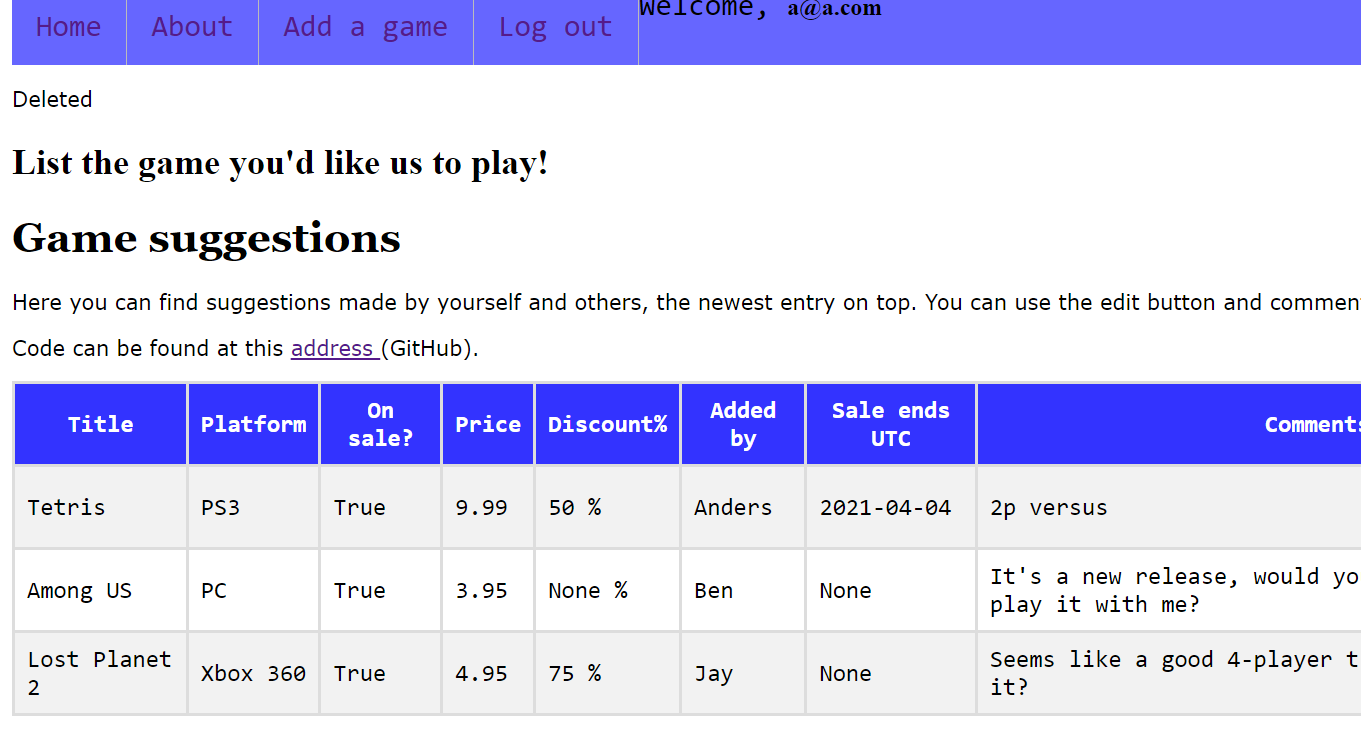 Home About Add a game Log out Welcome, a@a.com
Deleted
List the game you'd like us to play!
Game suggestions
Here you can find suggestions made by yourself and others, the newest entry on top. You can use the edit button and
Code can be found at this address (GitHub).
Title Platform On sale? Price Discount% Added by Sale ends UTC
Tetris PS3 True 9.99 50 % Anders 2021-04-04 2p versus
Among US PC True 3.95 None % Ben None It's a new release, would
play it with me?
Lost Planet 2 Xbox 360 True 4.95 75 % Jay None Seems like a good 4-player
it?